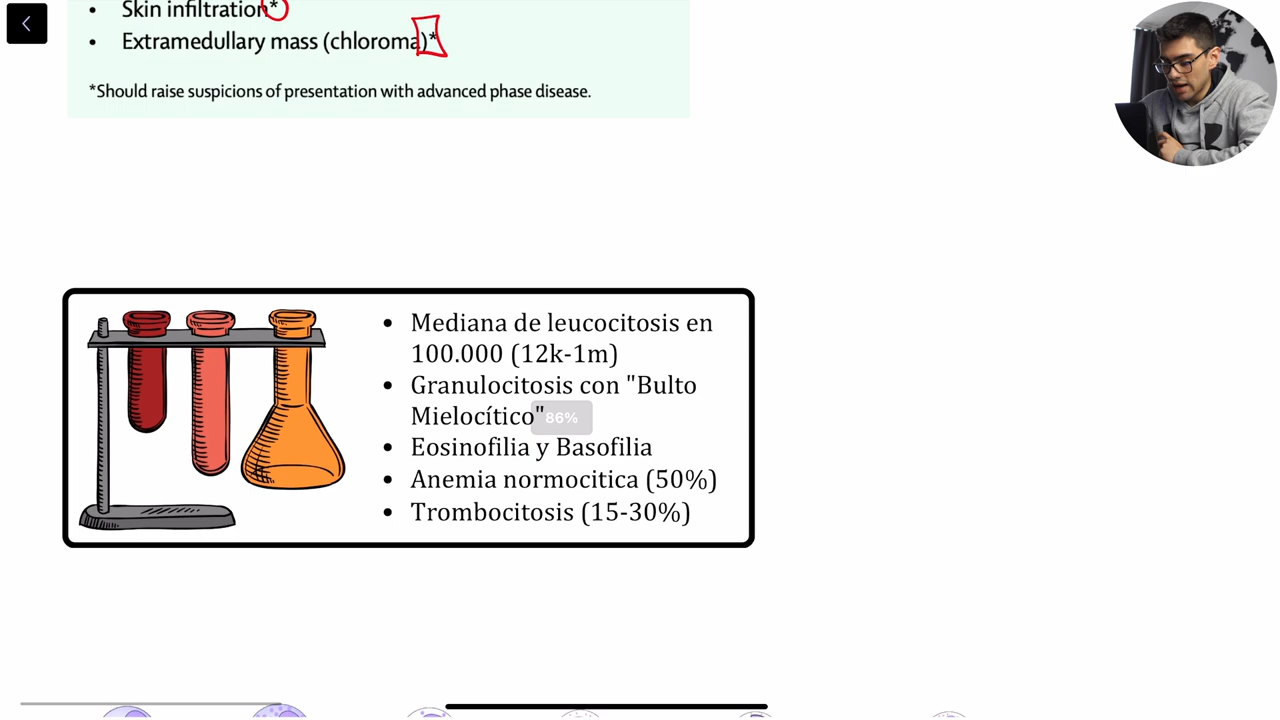 • Skin infiltration*
• Extramedullary mass (chloroma)*
*Should raise suspicions of presentation with advanced phase disease.
• Mediana de leucocitosis en
100.000 (12k-1m)
• Granulocitosis con "Bulto
Mielocítico"
86%
• Eosinofilia y Basofilia
• Anemia normocitica (50%)
• Trombocitosis (15-30%)